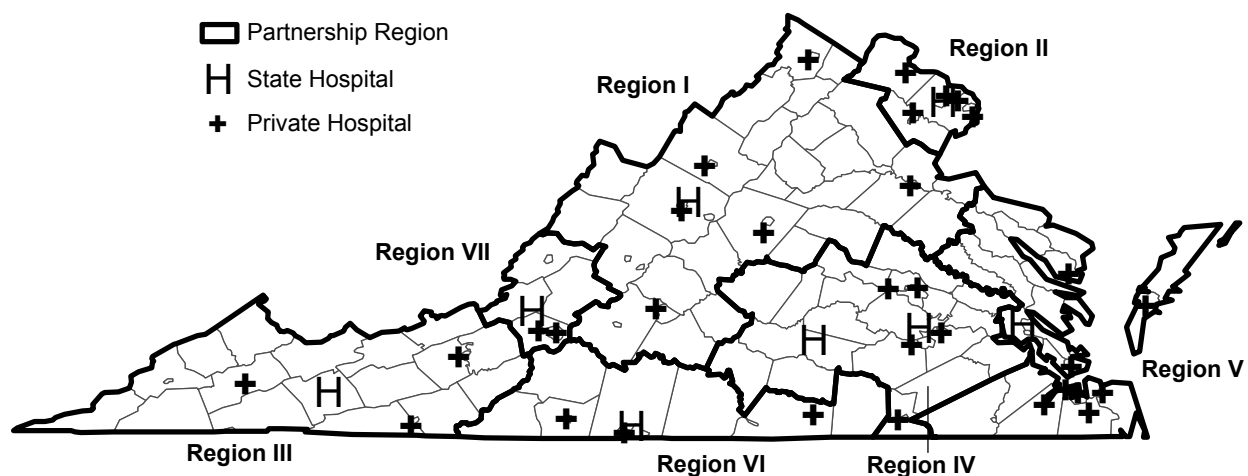 Partnership Region
State Hospital
Private Hospital
Region II
Region I
Region VII
Region V
Region III
Region VI
Region IV
H
H
H
H
H
H
H
H